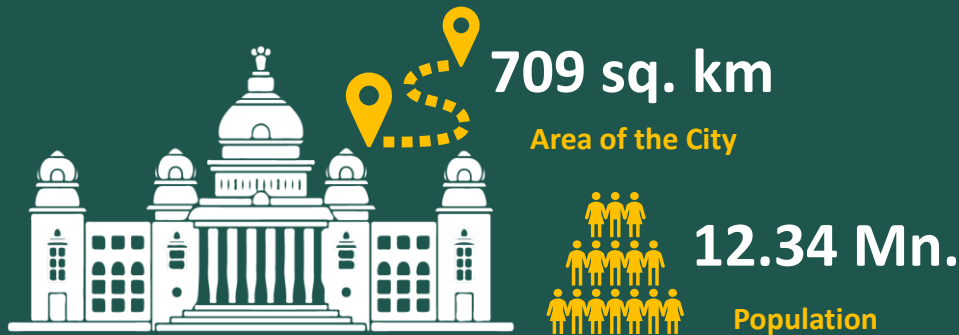 709 sq. km
Area of the City
12.34 Mn.
Population